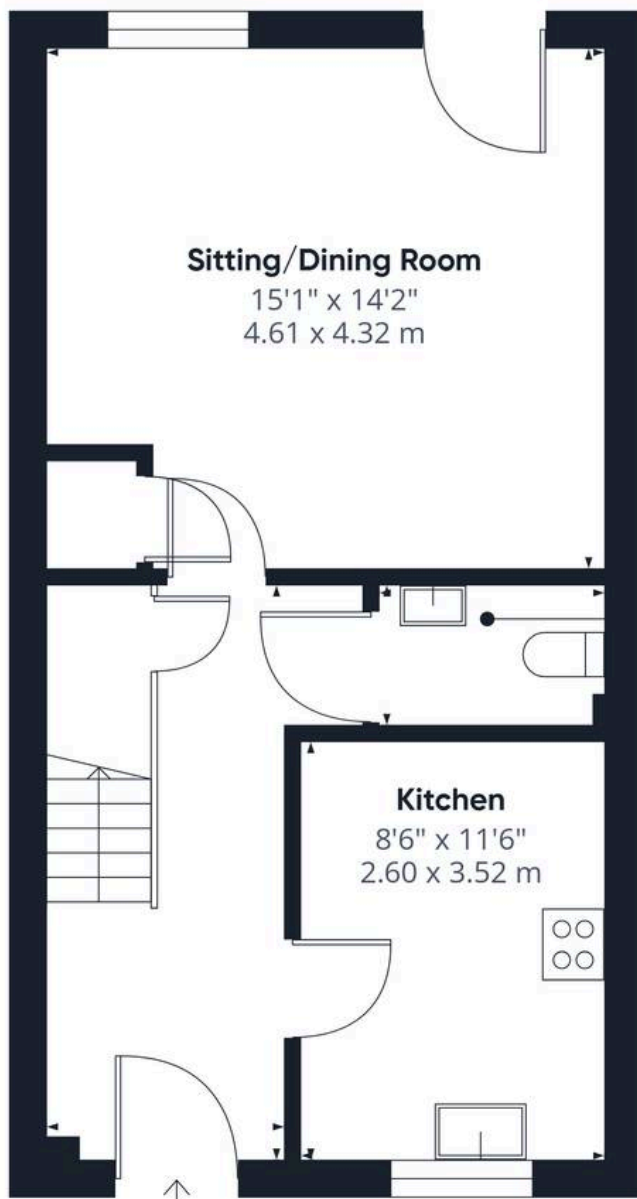 Sitting/Dining Room
15'1" x 14'2"
4.61 x 4.32 m
Kitchen
8'6" x 11'6"
2.60 x 3.52 m